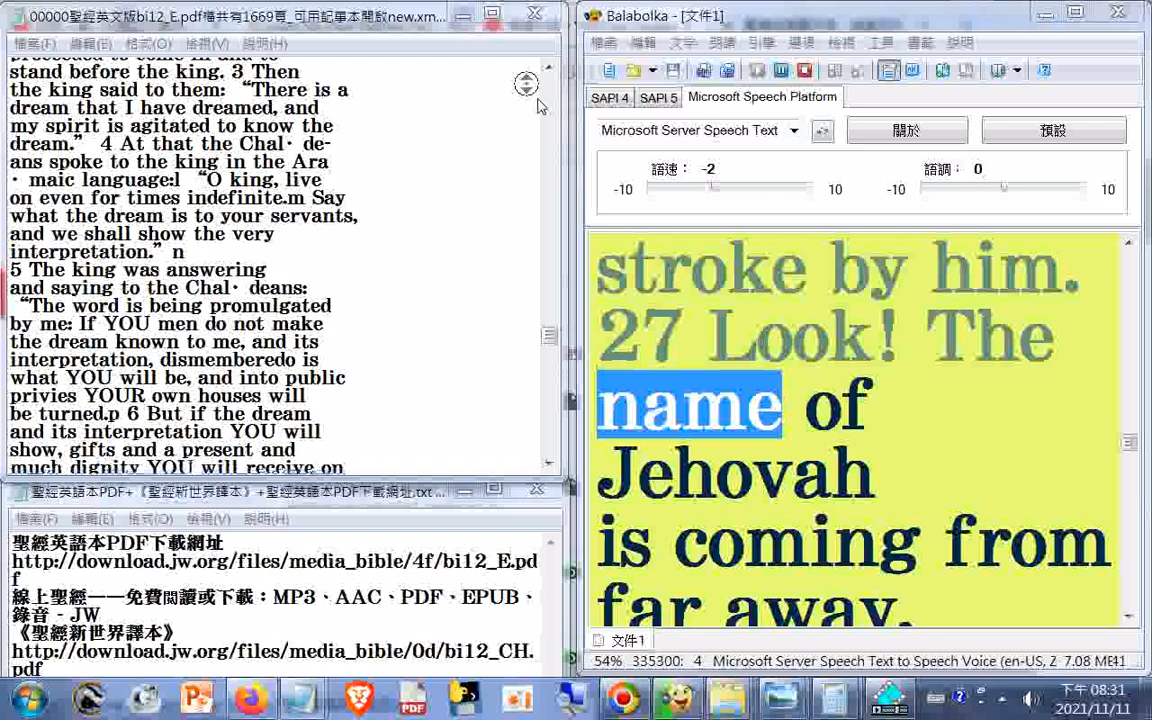 00000聖經英文版bi12_E.pdf檔共有1669頁_可用記事本開啟new.xm...
檔案(F) 編輯(E) 格式(O) 檢視(V) 說明(H)
stand before the king. 3 Then
the king said to them: “There is a
dream that I have dreamed, and
my spirit is agitated to know the
dream.” 4 At that the Chal· de-
ans spoke to the king in the Ara
· maic language:l “O king, live
on even for times indefinite.m Say
what the dream is to your servants,
and we shall show the very
interpretation.” n
5 The king was answering
and saying to the Chal· deans:
“The word is being promulgated
by me: If YOU men do not make
the dream known to me, and its
interpretation, dismemberedo is
what YOU will be, and into public
privies YOUR own houses will
be turned.p 6 But if the dream
and its interpretation YOU will
show, gifts and a present and
much dignity YOU will receive on
聖經英語本PDF+《聖經新世界譯本》+聖經英語本PDF下載網址.txt ...
檔案(F) 編輯(E) 格式(O) 檢視(V) 說明(H)
聖經英語本PDF下載網址
http://download.jw.org/files/media_bible/4f/bi12_E.pd
f
線上聖經——免費閱讀或下載：MP3、AAC、PDF、EPUB、
錄音 - JW
《聖經新世界譯本》
http://download.jw.org/files/media_bible/0d/bi12_CH.
pdf
Balabolka - [文件1]
檔案 編輯 文字 朗讀 引擎 選項 檢視 工具 書籤 說明
SAPI 4 SAPI 5 Microsoft Speech Platform
Microsoft Server Speech Text 關於 預設
語速： -2 語調： 0
-10 10 -10 10
stroke by him.
27 Look! The
name of
Jehovah
is coming from
far away,
文件1
54% 335300: 4 Microsoft Server Speech Text to Speech Voice (en-US, Z 7.08 ME41
下午 08:31
2021/11/11